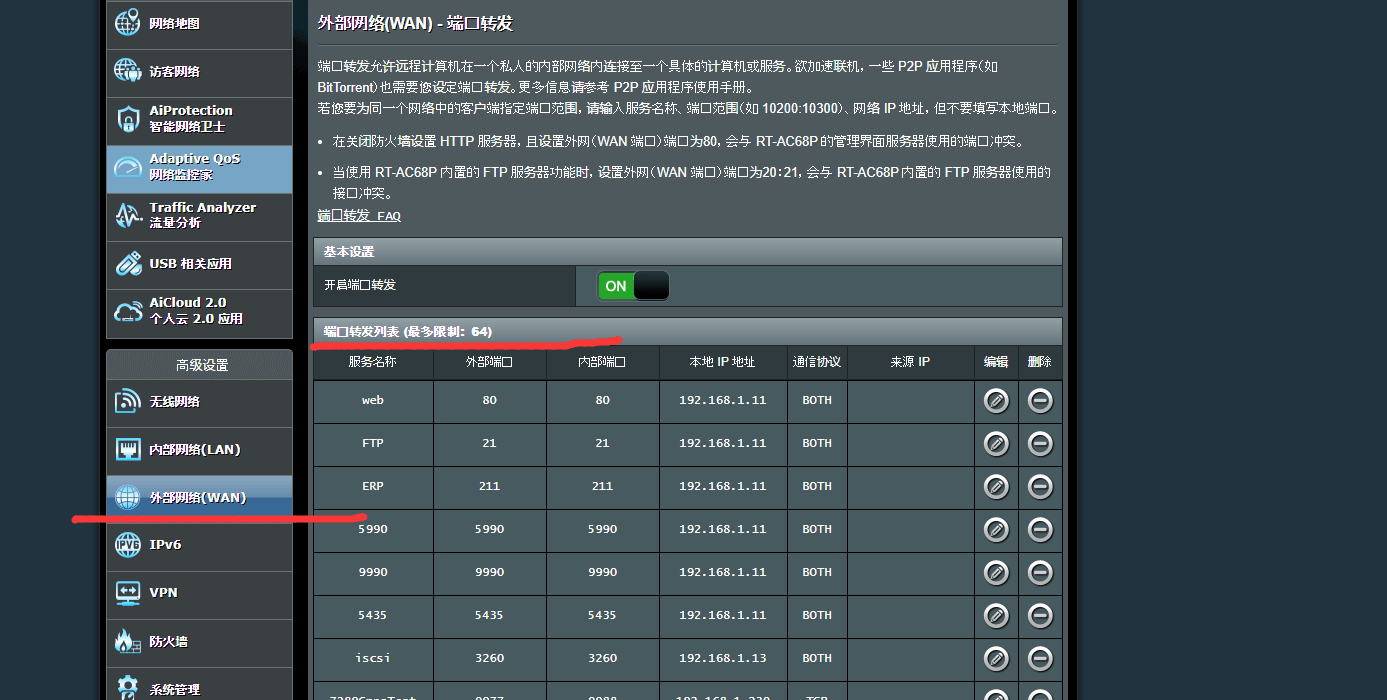 网络地图
访客网络
AiProtection
智能网络卫士
Adaptive QoS
网络监控家
Traffic Analyzer
流量分析
USB 相关应用
AiCloud 2.0
个人云 2.0 应用
高级设置
无线网络
内部网络(LAN)
外部网络(WAN)
IPv6
VPN
防火墙
系统管理
外部网络(WAN) - 端口转发
端口转发允许远程计算机在一个私人的内部网络内连接至一个具体的计算机或服务。欲加速联机，一些 P2P 应用程序（如
BitTorrent）也需要您设定端口转发。更多信息请参考 P2P 应用程序使用手册。
若您要为同一个网络中的客户端指定端口范围，请输入服务名称、端口范围（如 10200:10300）、网络 IP 地址，但不要填写本地端口。
• 在关闭防火墙设置 HTTP 服务器，且设置外网（WAN 端口）端口为80，会与 RT-AC68P 的管理界面服务器使用的端口冲突。
• 当使用 RT-AC68P 内置的 FTP 服务器功能时，设置外网（WAN 端口）端口为20：21，会与 RT-AC68P 内置的 FTP 服务器使用的
接口冲突。
端口转发 FAQ
基本设置
开启端口转发 ON
端口转发列表 (最多限制：64)
服务名称 外部端口 内部端口 本地 IP 地址 通信协议 来源 IP 编辑 删除
web 80 80 192.168.1.11 BOTH
FTP 21 21 192.168.1.11 BOTH
ERP 211 211 192.168.1.11 BOTH
5990 5990 5990 192.168.1.11 BOTH
9990 9990 9990 192.168.1.11 BOTH
5435 5435 5435 192.168.1.11 BOTH
iscsi 3260 3260 192.168.1.13 BOTH